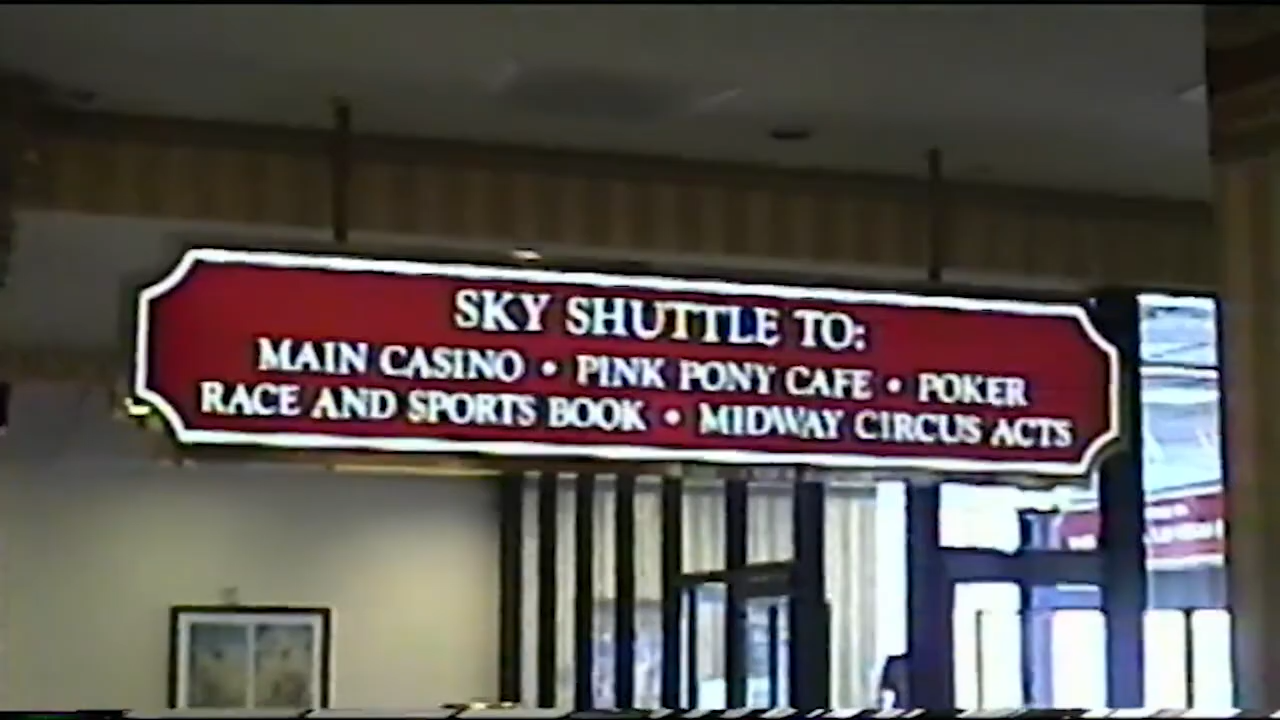 SKY SHUTTLE TO:
MAIN CASINO • PINK PONY CAFE • POKER
RACE AND SPORTS BOOK • MIDWAY CIRCUS ACTS